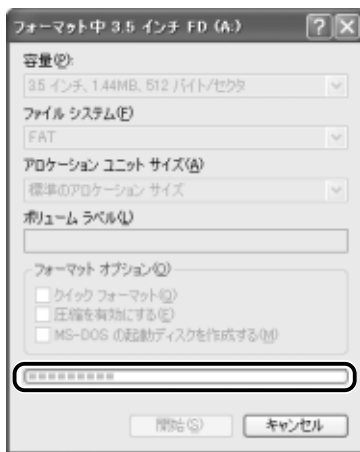 フォーマット中 3.5 インチ FD (A:)
容量(P):
3.5 インチ、1.44MB、512 バイト/セクタ
ファイル システム(F)
FAT
アロケーション ユニット サイズ(A)
標準のアロケーション サイズ
ボリューム ラベル(L)
フォーマット オプション(O)
クイック フォーマット(Q)
圧縮を有効にする(E)
MS-DOS の起動ディスクを作成する(M)
開始(S)
キャンセル